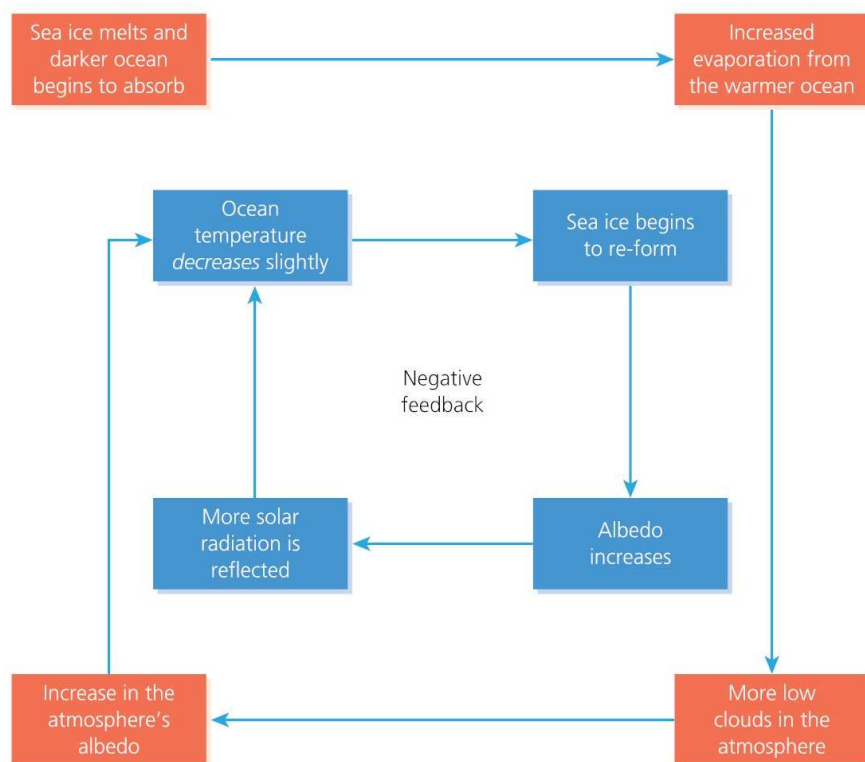 Sea ice melts and
darker ocean
begins to absorb
Increased
evaporation from
the warmer ocean
Ocean
temperature
decreases slightly
Sea ice begins
to re-form
Negative
feedback
More solar
radiation is
reflected
Albedo
increases
Increase in the
atmosphere’s
albedo
More low
clouds in the
atmosphere